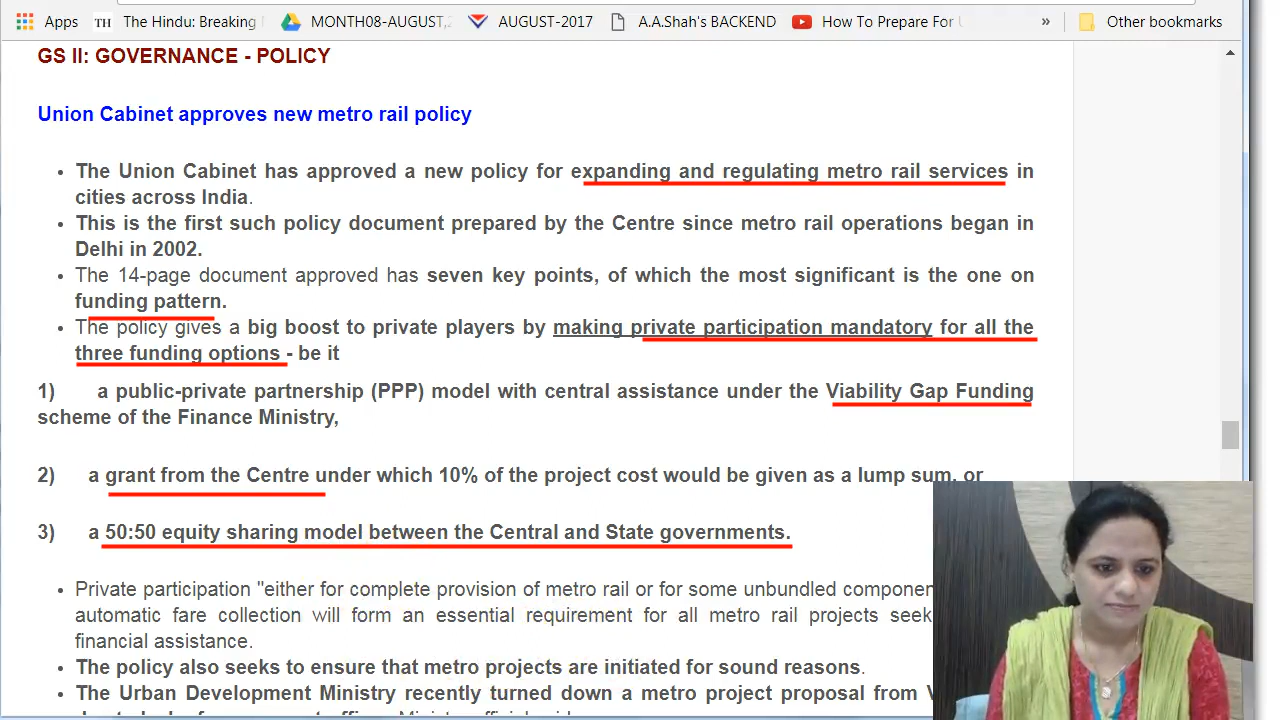 Apps TH The Hindu: Breaking MONTH08-AUGUST, AUGUST-2017 A.A.Shah's BACKEND How To Prepare For » Other bookmarks
GS II: GOVERNANCE - POLICY
Union Cabinet approves new metro rail policy
• The Union Cabinet has approved a new policy for expanding and regulating metro rail services in
cities across India.
• This is the first such policy document prepared by the Centre since metro rail operations began in
Delhi in 2002.
• The 14-page document approved has seven key points, of which the most significant is the one on
funding pattern.
• The policy gives a big boost to private players by making private participation mandatory for all the
three funding options - be it
1) a public-private partnership (PPP) model with central assistance under the Viability Gap Funding
scheme of the Finance Ministry,
2) a grant from the Centre under which 10% of the project cost would be given as a lump sum, or
3) a 50:50 equity sharing model between the Central and State governments.
• Private participation "either for complete provision of metro rail or for some unbundled component
automatic fare collection will form an essential requirement for all metro rail projects seek
financial assistance.
• The policy also seeks to ensure that metro projects are initiated for sound reasons.
• The Urban Development Ministry recently turned down a metro project proposal from